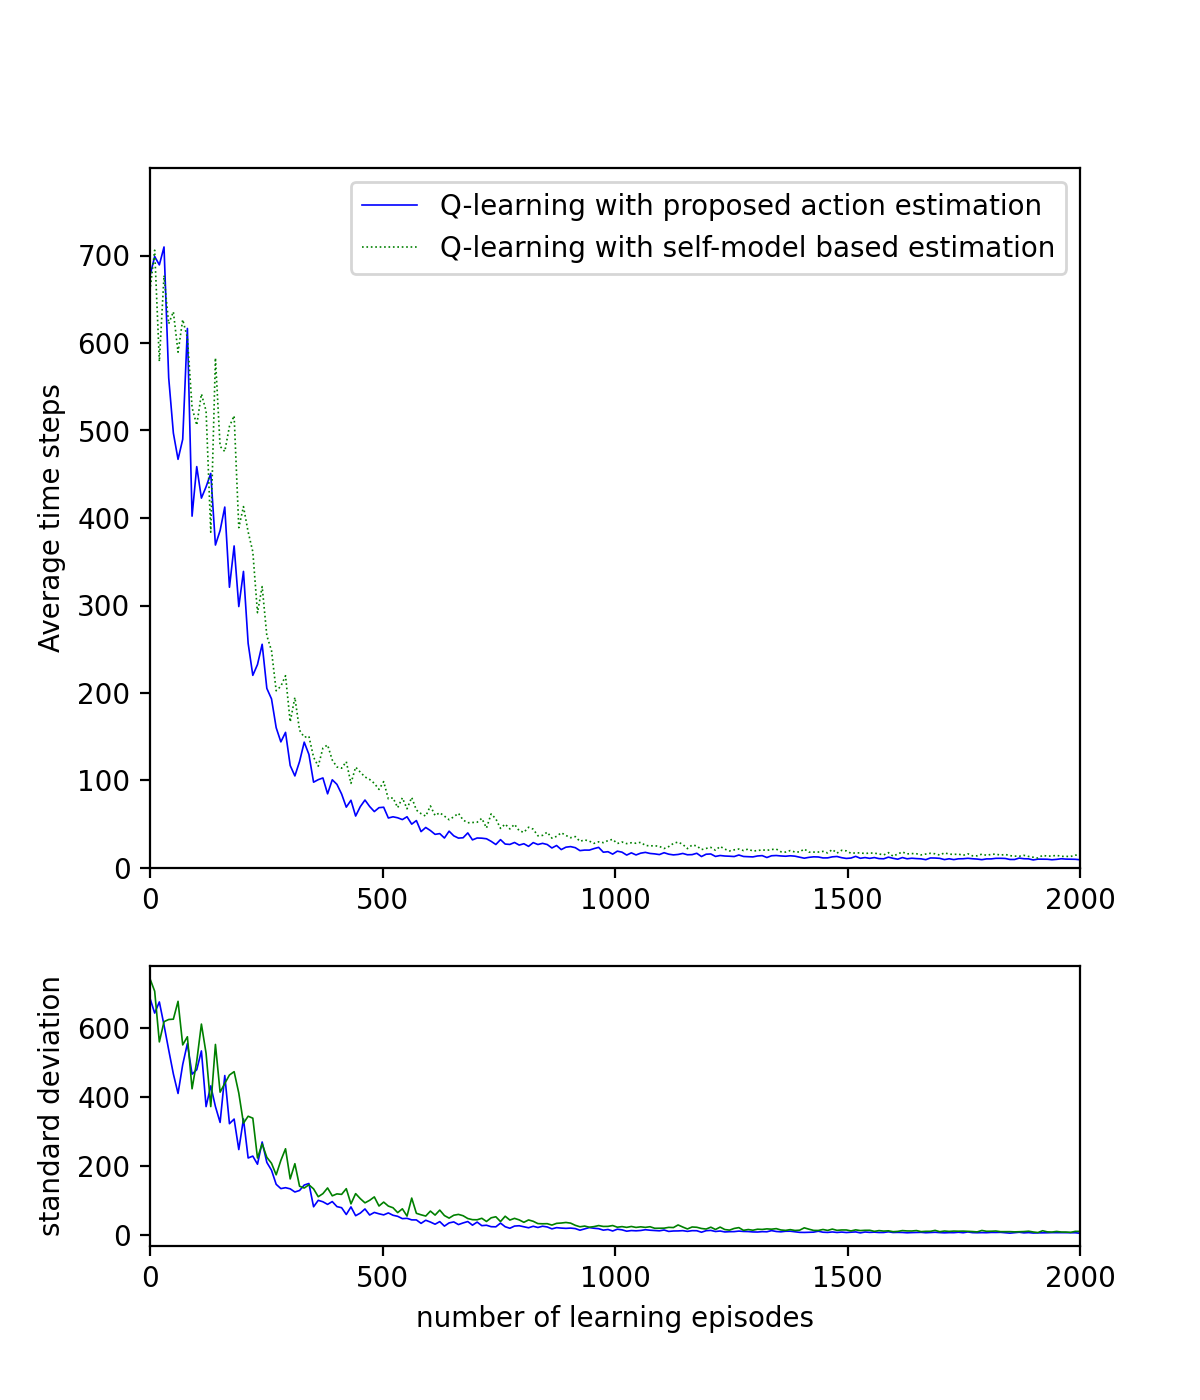 Q-learning with proposed action estimation
Q-learning with self-model based estimation
700
600
500
400
300
200
100
0
Average time steps
0 500 1000 1500 2000
600
400
200
0
standard deviation
0 500 1000 1500 2000
number of learning episodes